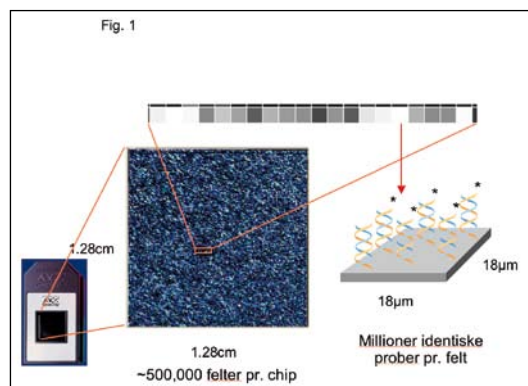 Fig. 1
*
*
*
*
*
*
1.28cm
18µm
18µm
1.28cm
~500,000 felter pr. chip
Millioner identiske
prober pr. felt